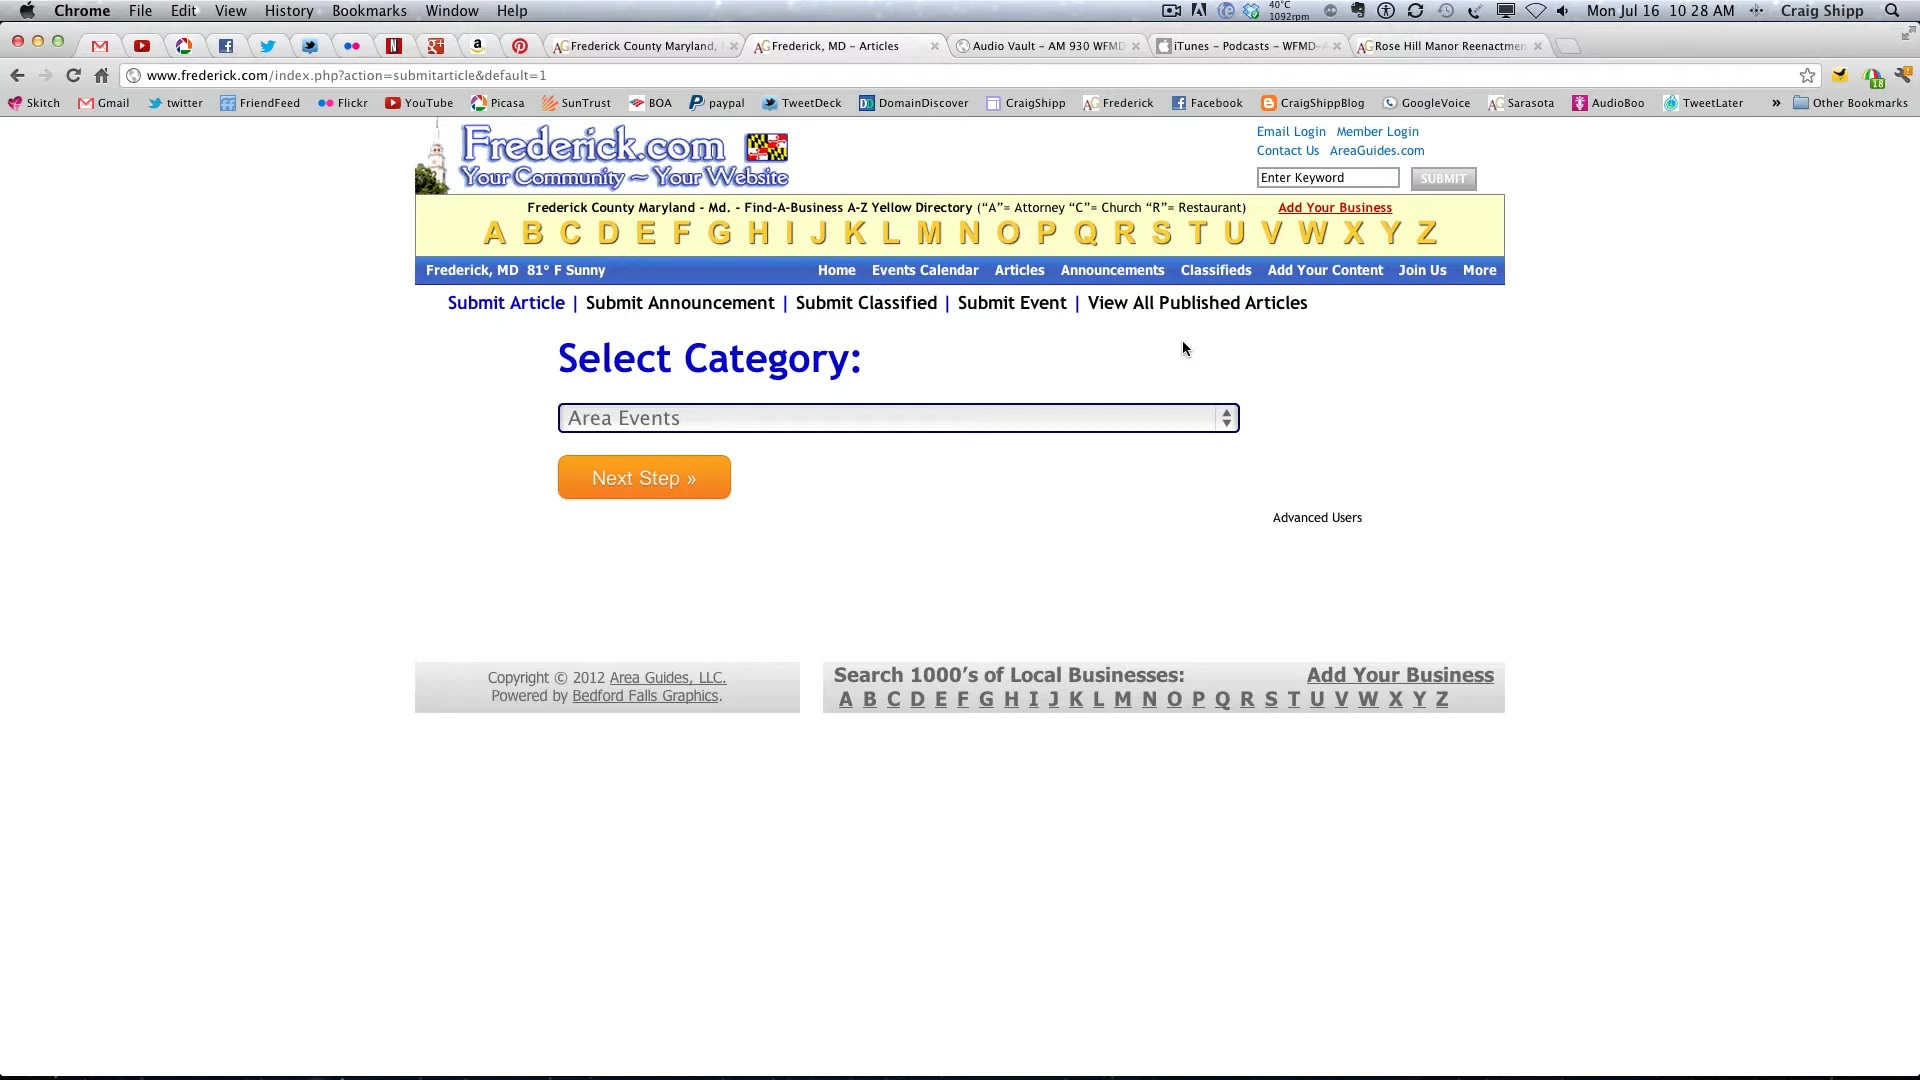 Chrome File Edit View History Bookmarks Window Help 40°C 1092rpm Mon Jul 16 10:28 AM Craig Shipp
Frederick County Maryland, Frederick, MD – Articles Audio Vault – AM 930 WFMD iTunes – Podcasts – WFMD Rose Hill Manor Reenactmen
www.frederick.com/index.php?action=submitarticle&default=1 18
Skitch Gmail twitter FriendFeed Flickr YouTube Picasa SunTrust BOA paypal TweetDeck DomainDiscover CraigShipp Frederick Facebook CraigShippBlog GoogleVoice Sarasota AudioBoo TweetLater » Other Bookmarks
Frederick.com
Your Community ~ Your Website
Email Login Member Login
Contact Us AreaGuides.com
Enter Keyword SUBMIT
Frederick County Maryland - Md. - Find-A-Business A-Z Yellow Directory (“A”= Attorney “C”= Church “R”= Restaurant) Add Your Business
A B C D E F G H I J K L M N O P Q R S T U V W X Y Z
Frederick, MD 81° F Sunny Home Events Calendar Articles Announcements Classifieds Add Your Content Join Us More
Submit Article | Submit Announcement | Submit Classified | Submit Event | View All Published Articles
Select Category:
Area Events
Next Step »
Advanced Users
Copyright © 2012 Area Guides, LLC.
Powered by Bedford Falls Graphics.
Search 1000’s of Local Businesses: Add Your Business
A B C D E F G H I J K L M N O P Q R S T U V W X Y Z